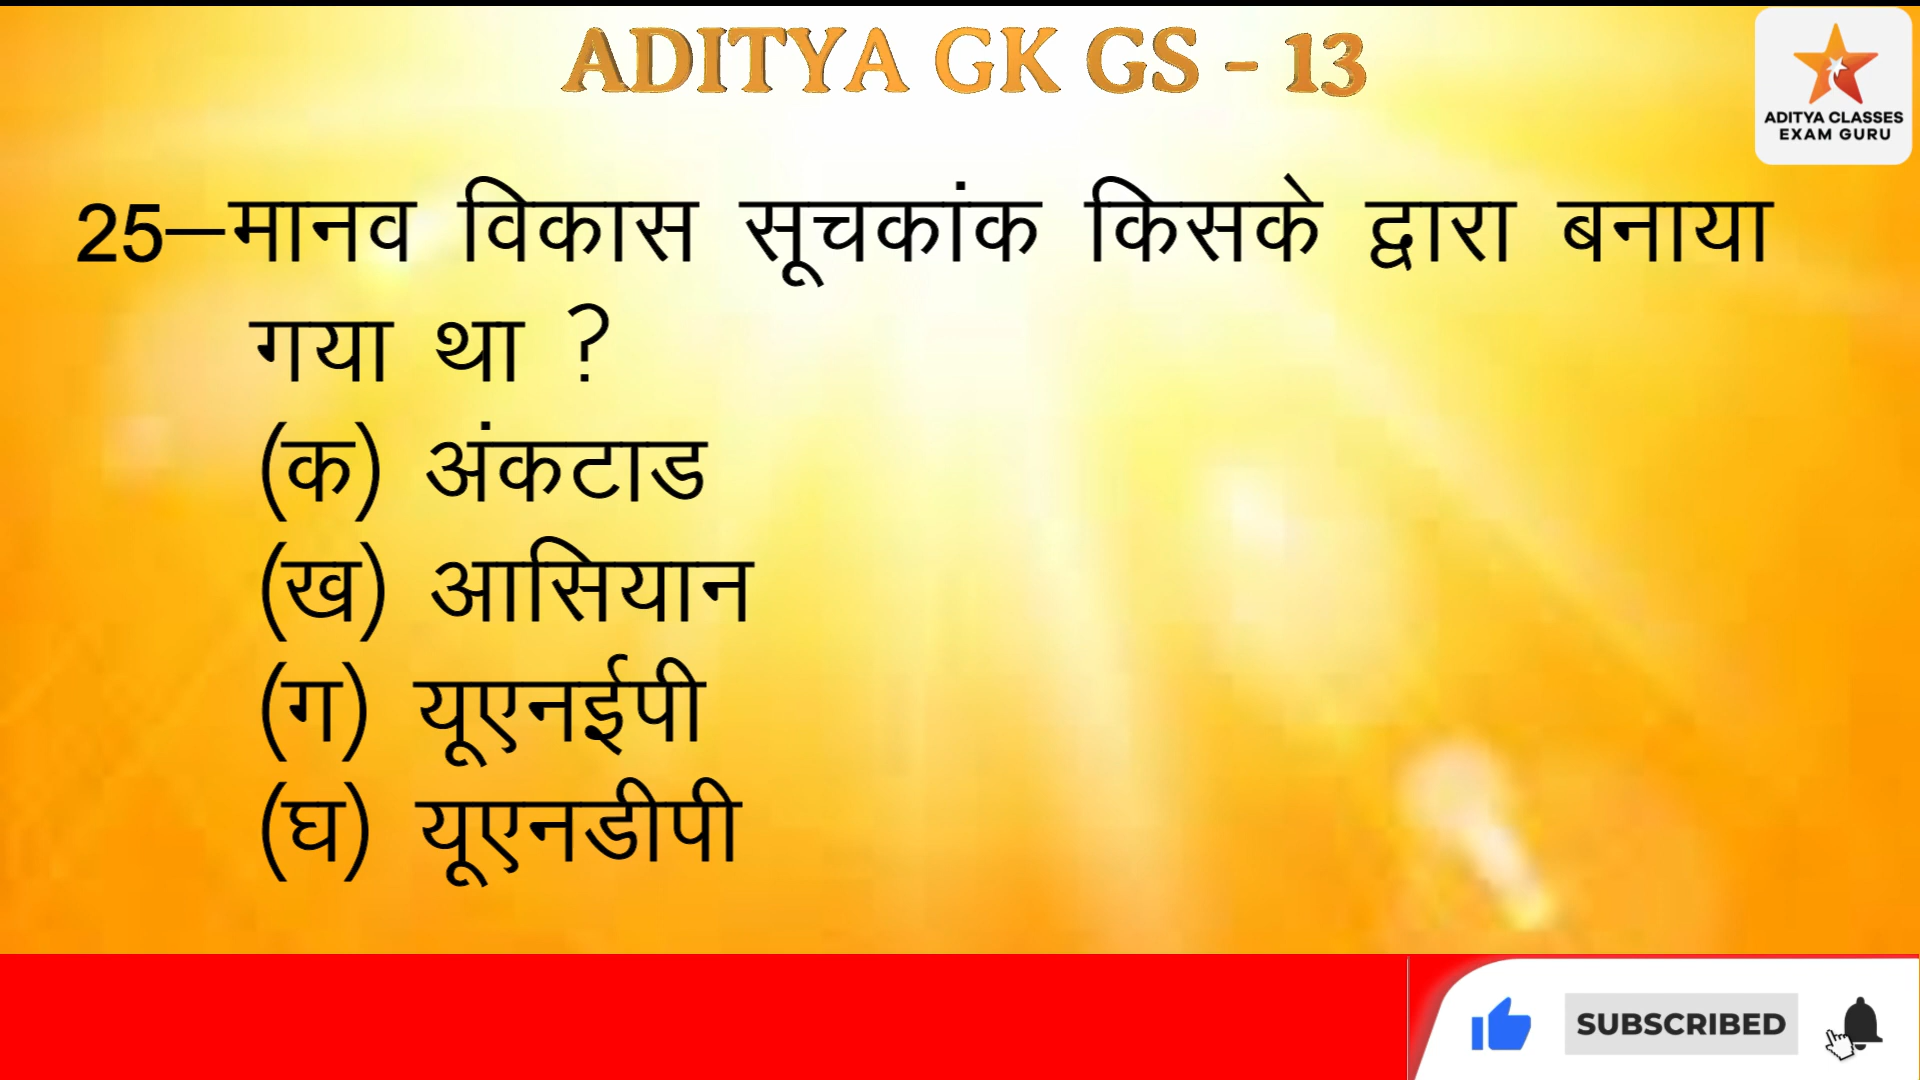 ADITYA GK GS - 13
ADITYA CLASSES
EXAM GURU
25–मानव विकास सूचकांक किसके द्वारा बनाया
गया था ?
(क) अंकटाड
(ख) आसियान
(ग) यूएनईपी
(घ) यूएनडीपी
SUBSCRIBED